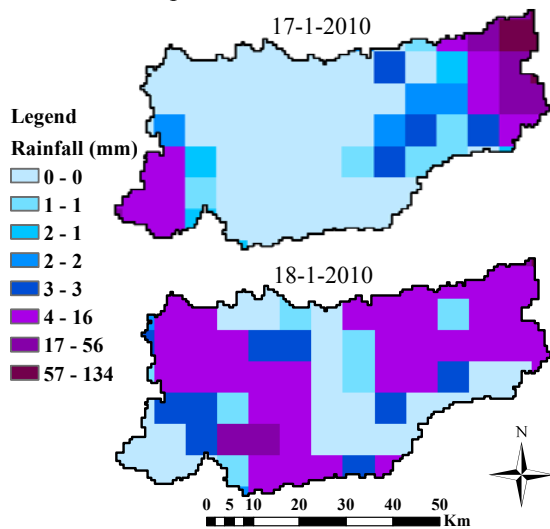 17-1-2010
Legend
Rainfall (mm)
0 - 0
1 - 1
2 - 1
2 - 2
3 - 3
4 - 16
17 - 56
57 - 134
18-1-2010
N
0 5 10 20 30 40 50
Km